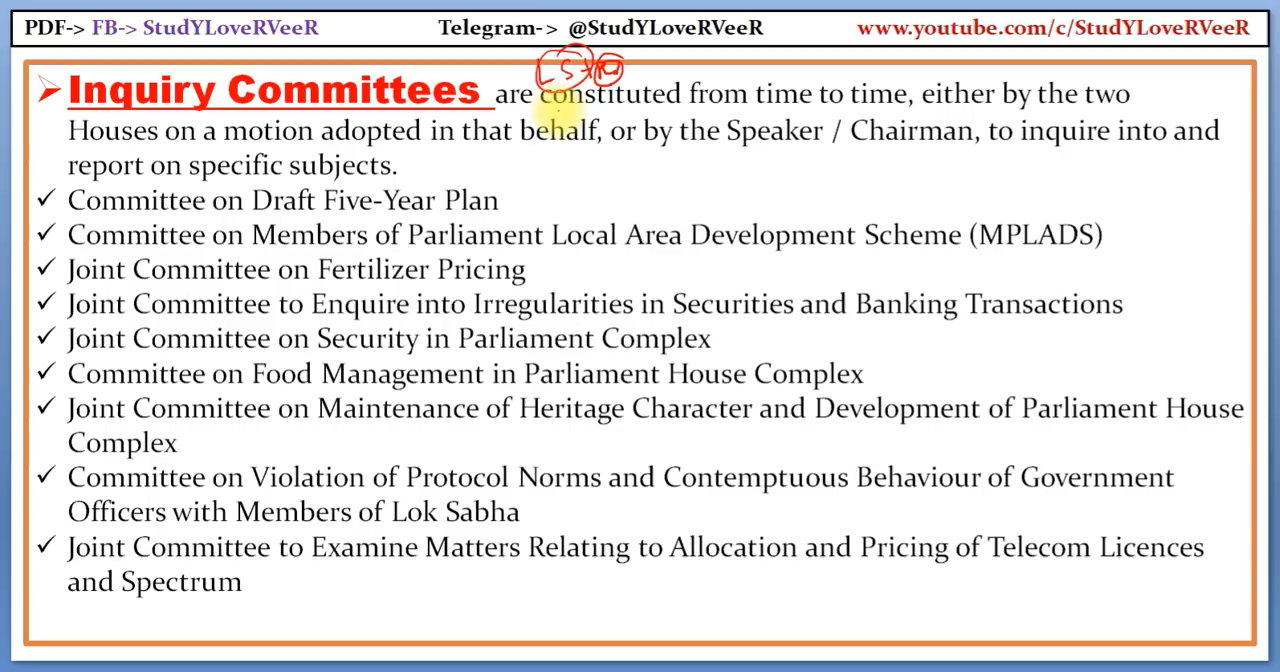 PDF-> FB-> StudYLoveRVeeR Telegram-> @StudYLoveRVeeR www.youtube.com/c/StudYLoveRVeeR
LS
➢ Inquiry Committees are constituted from time to time, either by the two
Houses on a motion adopted in that behalf, or by the Speaker / Chairman, to inquire into and
report on specific subjects.
✓ Committee on Draft Five-Year Plan
✓ Committee on Members of Parliament Local Area Development Scheme (MPLADS)
✓ Joint Committee on Fertilizer Pricing
✓ Joint Committee to Enquire into Irregularities in Securities and Banking Transactions
✓ Joint Committee on Security in Parliament Complex
✓ Committee on Food Management in Parliament House Complex
✓ Joint Committee on Maintenance of Heritage Character and Development of Parliament House
Complex
✓ Committee on Violation of Protocol Norms and Contemptuous Behaviour of Government
Officers with Members of Lok Sabha
✓ Joint Committee to Examine Matters Relating to Allocation and Pricing of Telecom Licences
and Spectrum